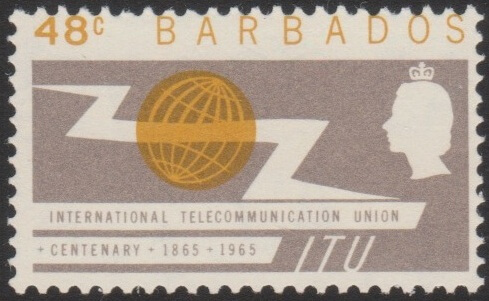 48c BARBADOS
INTERNATIONAL TELECOMMUNICATION UNION
+ CENTENARY + 1865 + 1965
ITU